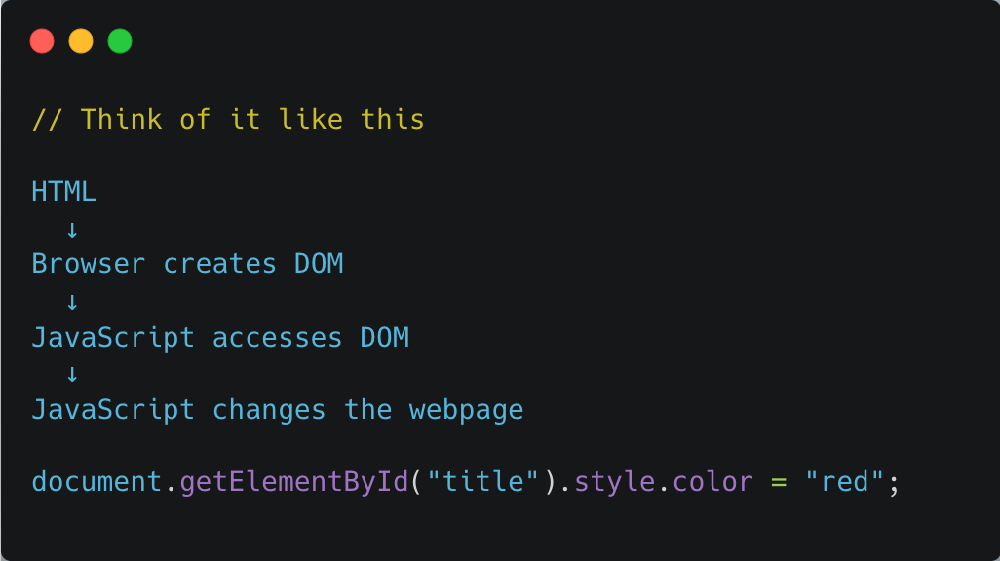 // Think of it like this
HTML
↓
Browser creates DOM
↓
JavaScript accesses DOM
↓
JavaScript changes the webpage
document.getElementById("title").style.color = "red";